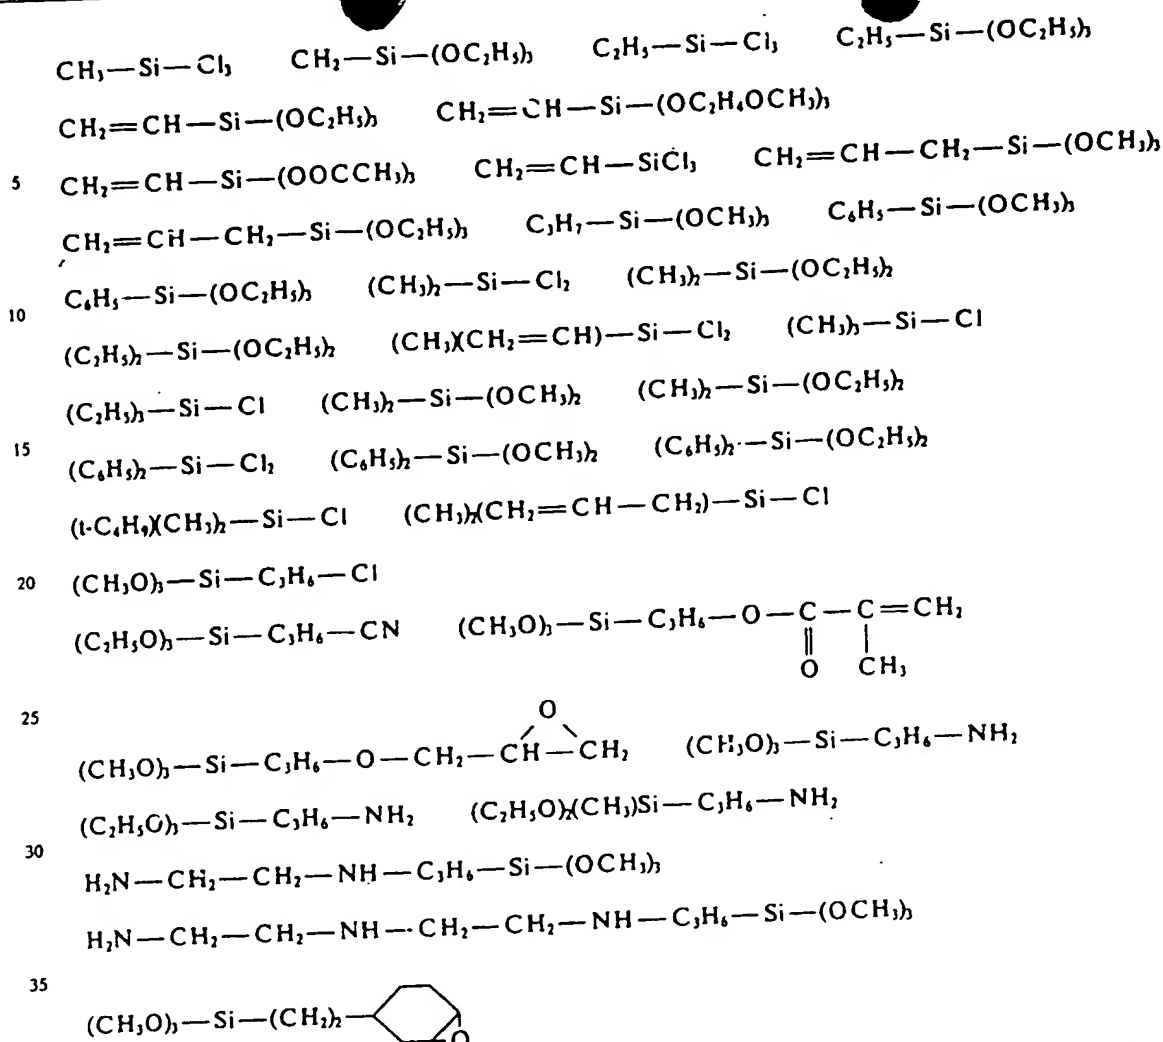 CH₃—Si—Cl₃ CH₂—Si—(OC₂H₅)₃ C₂H₅—Si—Cl₃ C₂H₅—Si—(OC₂H₅)₃
CH₂=CH—Si—(OC₂H₅)₃ CH₂=CH—Si—(OC₂H₄OCH₃)₃
5 CH₂=CH—Si—(OOCCH₃)₃ CH₂=CH—SiCl₃ CH₂=CH—CH₂—Si—(OCH₃)₃
CH₂=CH—CH₂—Si—(OC₂H₅)₃ C₃H₇—Si—(OCH₃)₃ C₆H₅—Si—(OCH₃)₃
C₆H₅—Si—(OC₂H₅)₃ (CH₃)₂—Si—Cl₂ (CH₃)₂—Si—(OC₂H₅)₂
10
(C₂H₅)₂—Si—(OC₂H₅)₂ (CH₃)(CH₂=CH)—Si—Cl₂ (CH₃)₃—Si—Cl
(C₂H₅)₃—Si—Cl (CH₃)₂—Si—(OCH₃)₂ (CH₃)₂—Si—(OC₂H₅)₂
15 (C₆H₅)₂—Si—Cl₂ (C₆H₅)₂—Si—(OCH₃)₂ (C₆H₅)₂—Si—(OC₂H₅)₂
(t-C₄H₉)(CH₃)₂—Si—Cl (CH₃)₂(CH₂=CH—CH₂)—Si—Cl
20 (CH₃O)₃—Si—C₃H₆—Cl
(C₂H₅O)₃—Si—C₃H₆—CN (CH₃O)₃—Si—C₃H₆—O—C—C=CH₂
O CH₃
25 O
(CH₃O)₃—Si—C₃H₆—O—CH₂—CH—CH₂ (CH₃O)₃—Si—C₃H₆—NH₂
(C₂H₅O)₃—Si—C₃H₆—NH₂ (C₂H₅O)₂(CH₃)Si—C₃H₆—NH₂
30
H₂N—CH₂—CH₂—NH—C₃H₆—Si—(OCH₃)₃
H₂N—CH₂—CH₂—NH—CH₂—CH₂—NH—C₃H₆—Si—(OCH₃)₃
35
(CH₃O)₃—Si—(CH₂)₂—
O